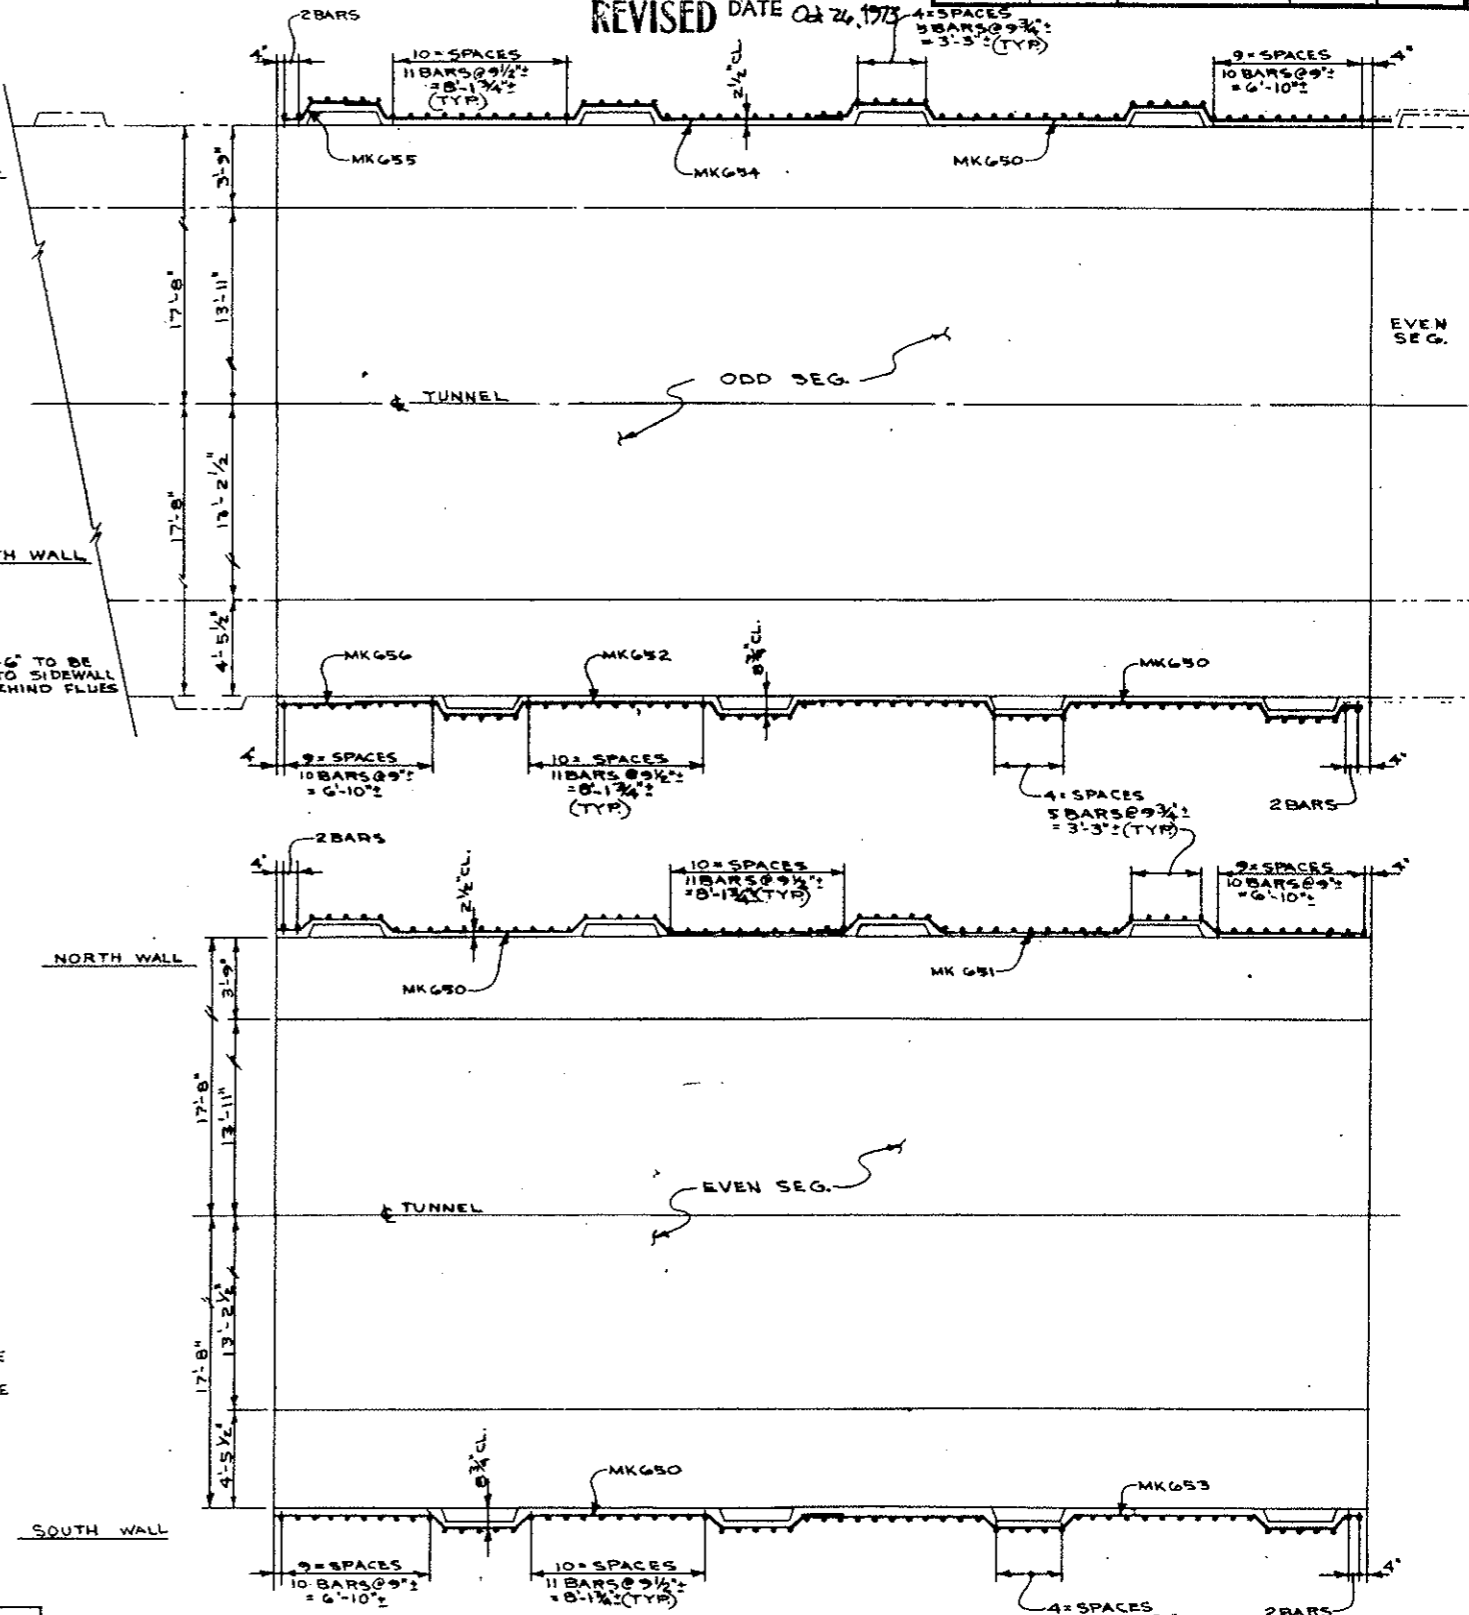 REVISED DATE Oct 26, 1973
2 BARS
4"
10 = SPACES
11 BARS @ 9½"±
= 8'-1¾"±
(TYP.)
2½" CL.
4 = SPACES
5 BARS @ 9¾"±
= 3'-3"± (TYP.)
9 = SPACES
10 BARS @ 9"±
= 6'-10"±
4"
MK655
MK654
MK650
3'-9"
17'-8"
13'-11"
EVEN
SEG.
ODD SEG.
℄ TUNNEL
17'-8"
13'-2½"
4'-5½"
TH WALL
6" TO BE
TO SIDEWALL
EHIND FLUES
MK656
MK652
8¾" CL.
MK650
4
9 = SPACES
10 BARS @ 9"±
= 6'-10"±
10 = SPACES
11 BARS @ 9½"±
= 8'-1¾"±
(TYP.)
4 = SPACES
5 BARS @ 9¾"±
= 3'-3"± (TYP.)
2 BARS
4"
2 BARS
4"
2½" CL.
10 = SPACES
11 BARS @ 9½"±
= 8'-1¾" (TYP.)
9 = SPACES
10 BARS @ 9"±
= 6'-10"±
4"
NORTH WALL
MK650
MK 651
3'-9"
17'-8"
13'-11"
EVEN SEG.
℄ TUNNEL
17'-8"
13'-2½"
4'-5½"
E
E
8¾" CL.
MK650
MK653
SOUTH WALL
9 = SPACES
10 BARS @ 9"±
= 6'-10"±
10 = SPACES
11 BARS @ 9½"±
= 8'-1¾"± (TYP.)
4 = SPACES
2 BARS
4"